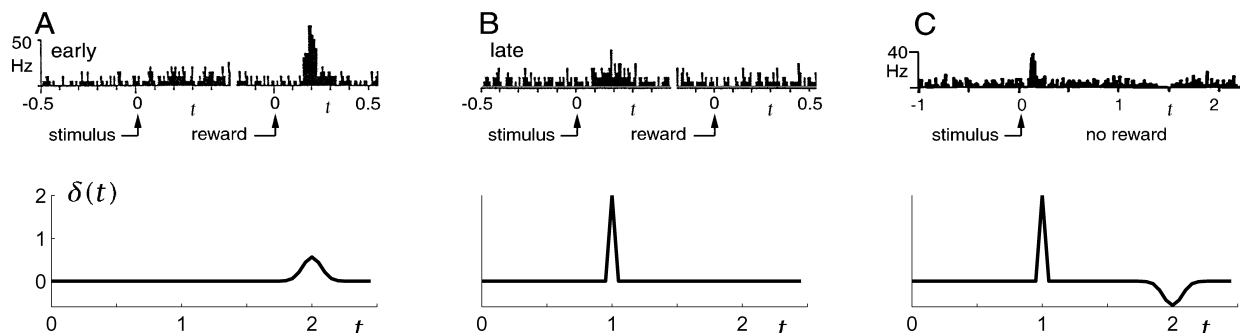 A
B
C
50
Hz
early
late
40
Hz
-0.5 0 t 0 t 0.5
-0.5 0 t 0 t 0.5
-1 0 1 t 2
stimulus reward
stimulus reward
stimulus no reward
2
1
0
δ(t)
0 1 2 t
0 1 2 t
0 1 2 t